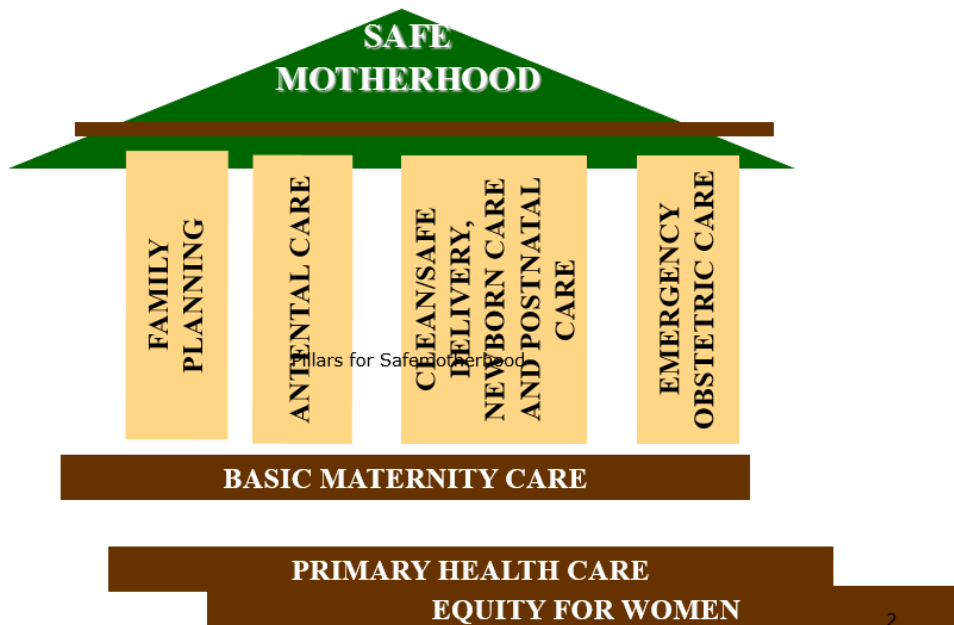 SAFE
MOTHERHOOD
FAMILY
PLANNING
ANTENTAL CARE
CLEAN/SAFE
DELIVERY,
NEWBORN CARE
AND POSTNATAL
CARE
EMERGENCY
OBSTETRIC CARE
Pillars for Safemotherhood
BASIC MATERNITY CARE
PRIMARY HEALTH CARE
EQUITY FOR WOMEN
2